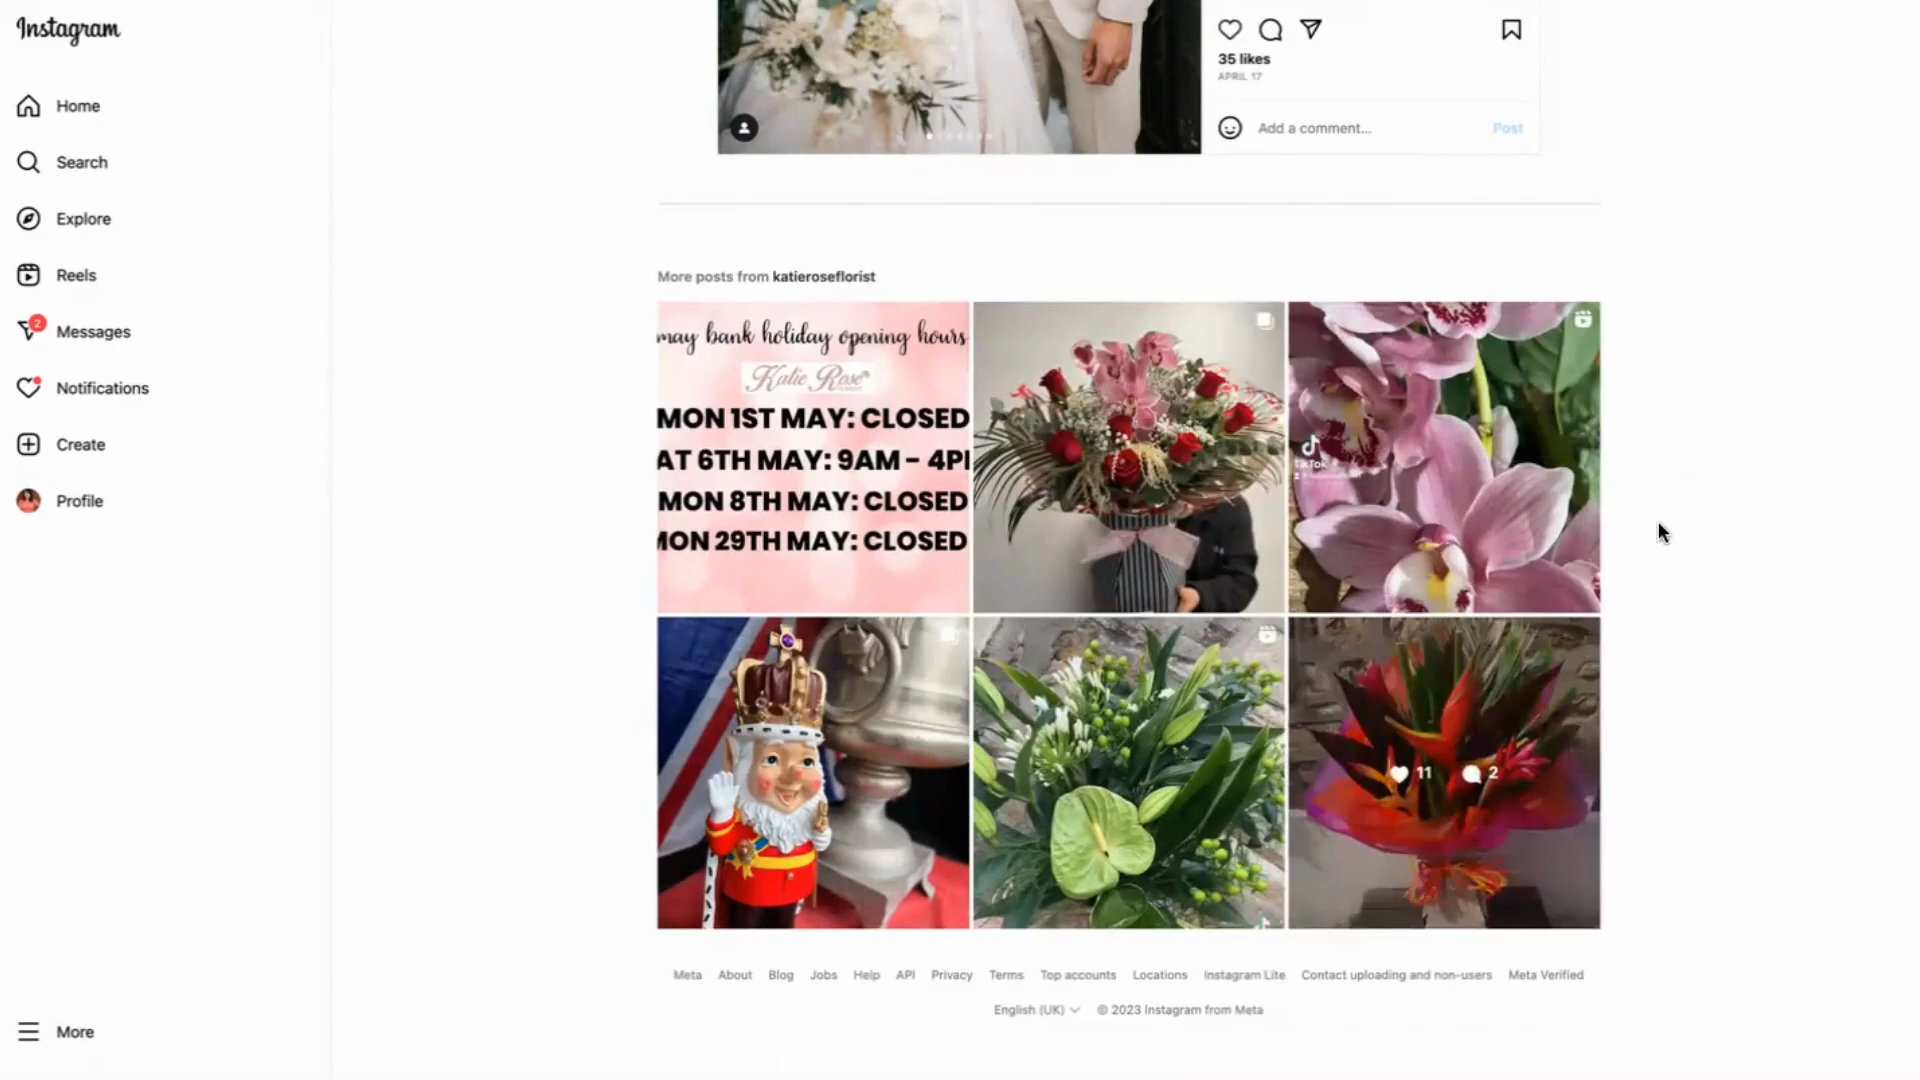 Instagram
Home
Search
Explore
Reels
2
Messages
Notifications
Create
Profile
More
35 likes
APRIL 17
Add a comment...
Post
More posts from katieroseflorist
may bank holiday opening hours
Katie Rose
MON 1ST MAY: CLOSED
AT 6TH MAY: 9AM - 4P
MON 8TH MAY: CLOSED
MON 29TH MAY: CLOSED
TikTok
11 2
Meta About Blog Jobs Help API Privacy Terms Top accounts Locations Instagram Lite Contact uploading and non-users Meta Verified
English (UK) © 2023 Instagram from Meta